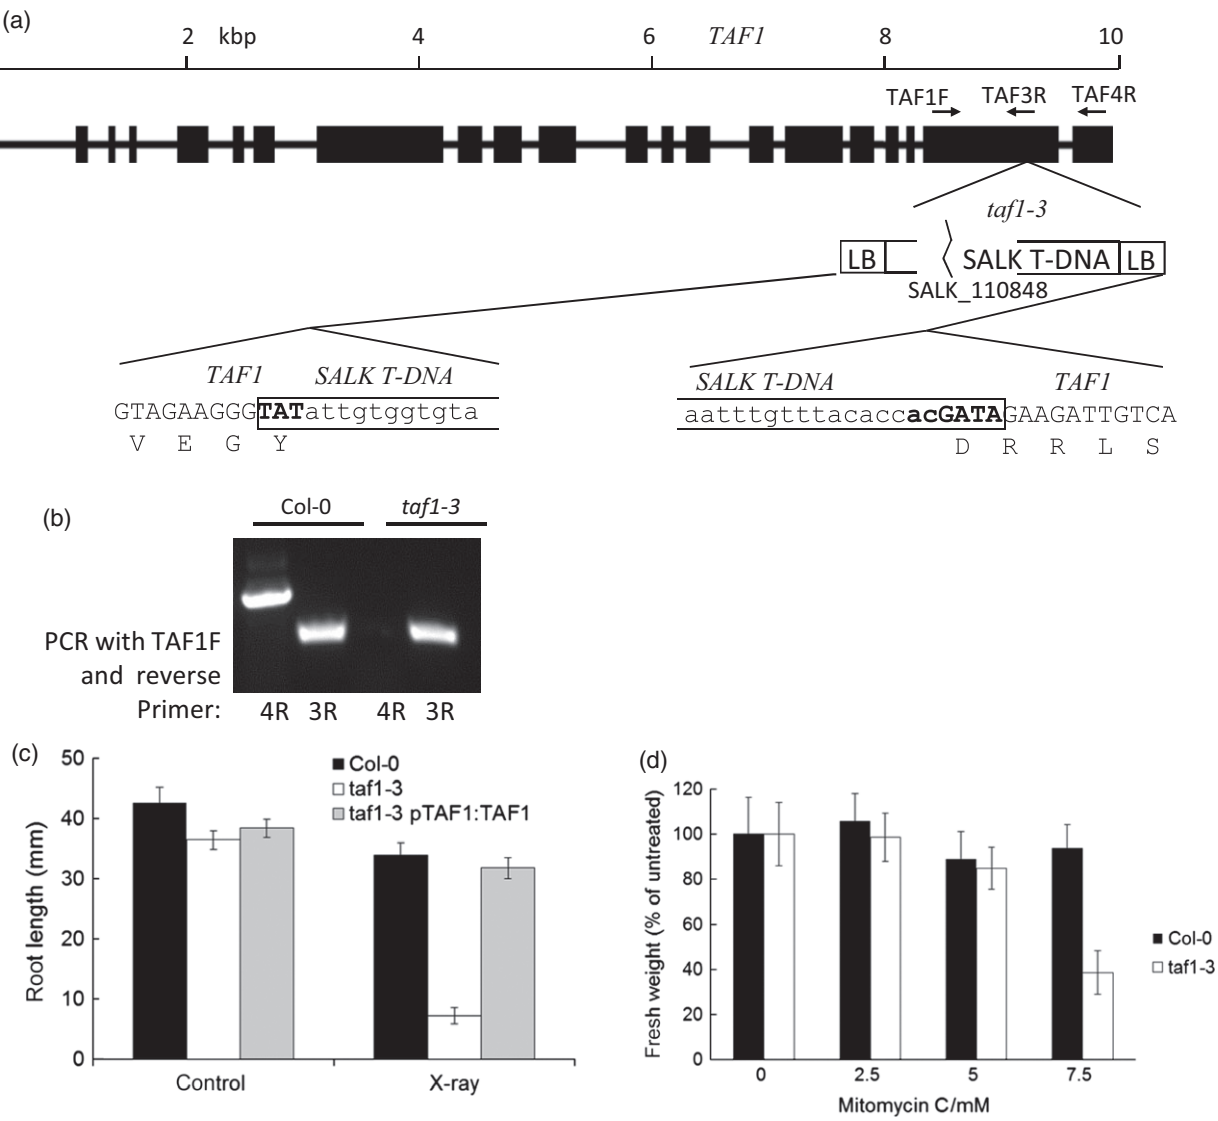 (a)
2 kbp 4 6 TAF1 8 10
TAF1F TAF3R TAF4R
taf1-3
LB SALK T-DNA LB
SALK_110848
TAF1 SALK T-DNA SALK T-DNA TAF1
GTAGAAGGGTATattgtggtgta aatttgtttacaccacGATAGAAGATTGTCA
V E G Y D R R L S
(b)
Col-0 taf1-3
PCR with TAF1F
and reverse
Primer: 4R 3R 4R 3R
(c)
50
40
30
20
10
0
Root length (mm)
Col-0
taf1-3
taf1-3 pTAF1:TAF1
Control X-ray
(d)
120
100
80
60
40
20
0
Fresh weight (% of untreated)
Col-0
taf1-3
0 2.5 5 7.5
Mitomycin C/mM